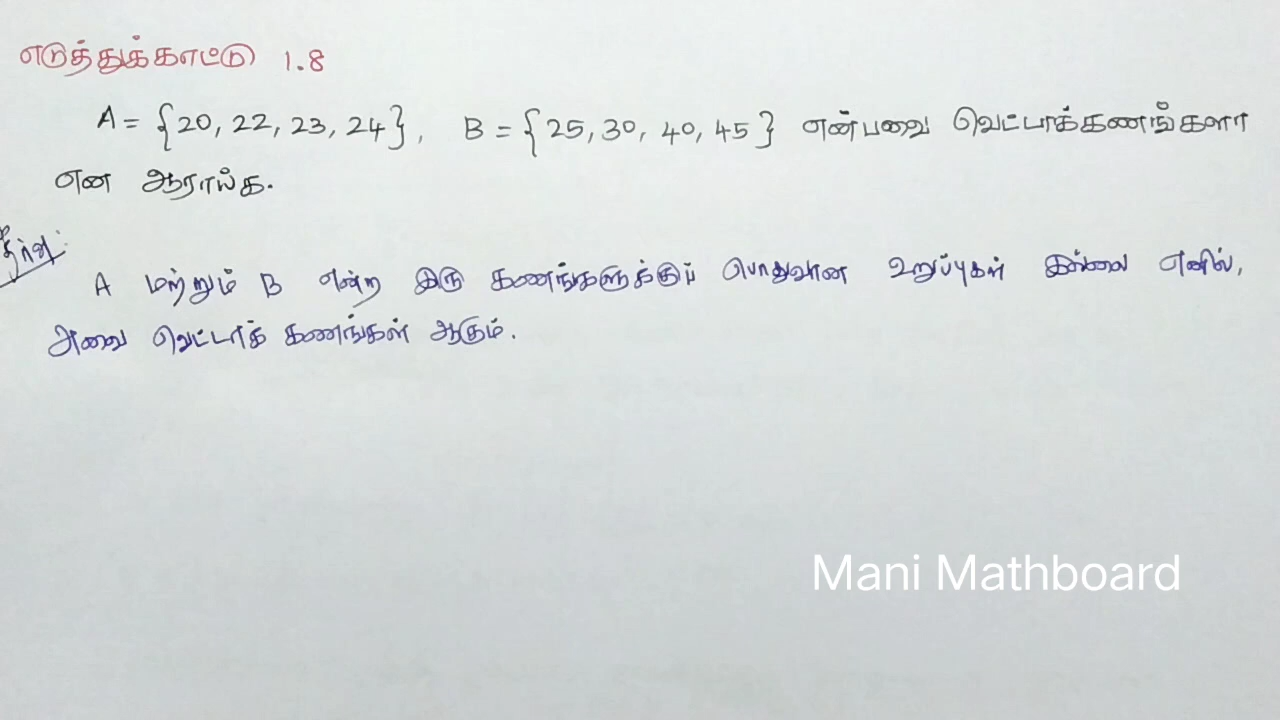 எடுத்துக்காட்டு 1.8
A = {20, 22, 23, 24}, B = {25, 30, 40, 45} என்பவை வெட்டாக்கணங்களா
என ஆராய்க.
தீர்வு:
A மற்றும் B என்ற இரு கணங்களுக்குப் பொதுவான உறுப்புகள் இல்லை எனில்,
அவை வெட்டாக் கணங்கள் ஆகும்.
Mani Mathboard